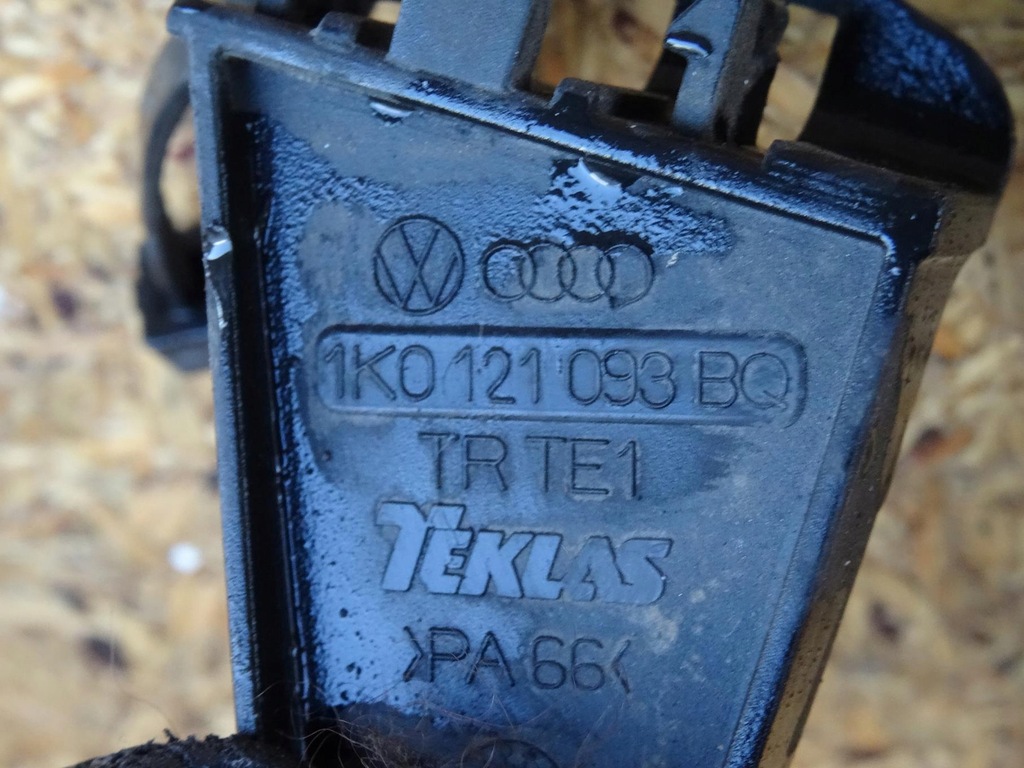 1K0 121 093 BQ
TR TE1
TEKLAS
>PA 66<